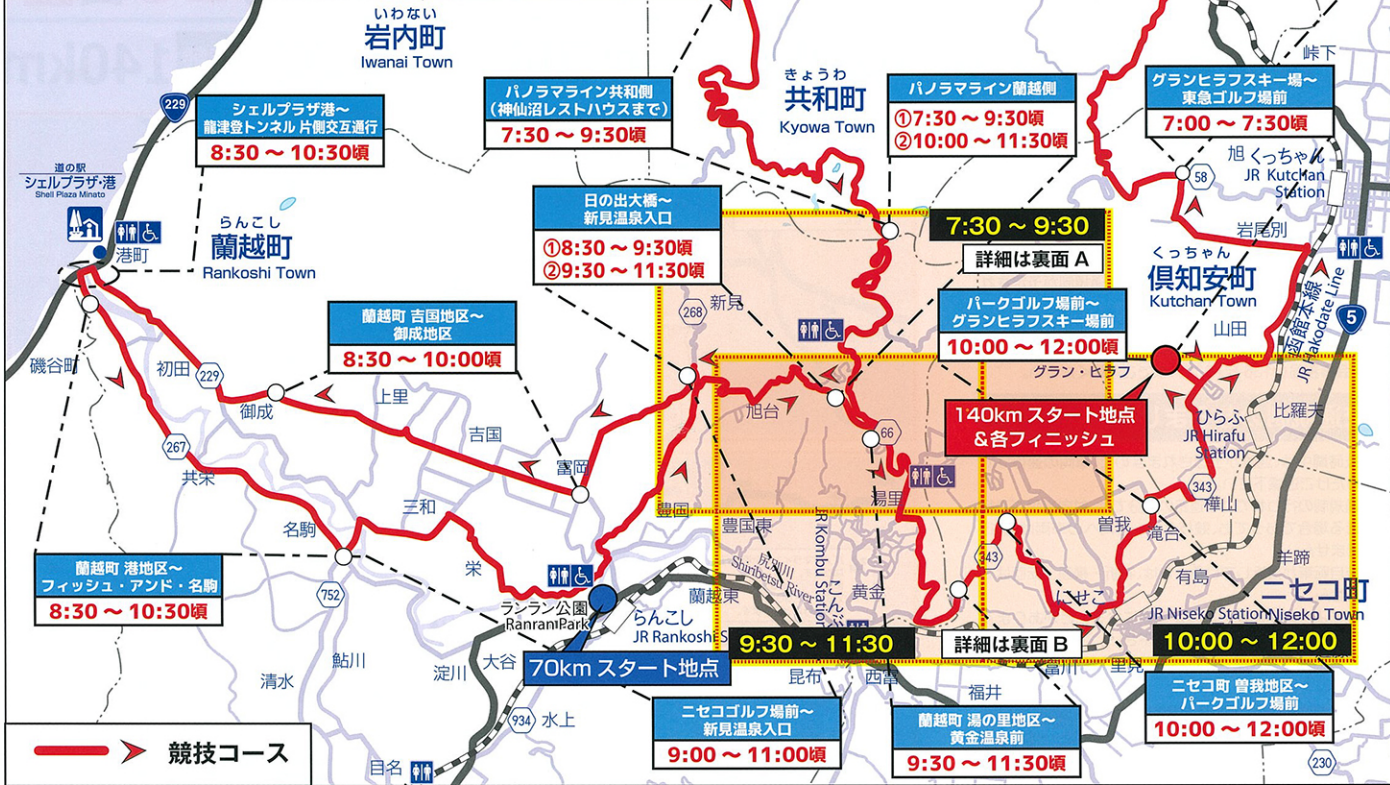 いわない
岩内町
Iwanai Town
229
シェルプラザ港～
龍津登トンネル 片側交互通行
8:30 ～ 10:30頃
パノラマライン共和側
(神仙沼レストハウスまで)
7:30 ～ 9:30頃
きょうわ
共和町
Kyowa Town
パノラマライン蘭越側
①7:30 ～ 9:30頃
②10:00 ～ 11:30頃
グランヒラフスキー場～
東急ゴルフ場前
7:00 ～ 7:30頃
峠下
旭
くっちゃん
JR Kutchan
Station
58
岩尾別
道の駅
シェルプラザ・港
Shell Plaza Minato
港町
らんこし
蘭越町
Rankoshi Town
日の出大橋～
新見温泉入口
①8:30 ～ 9:30頃
②9:30 ～ 11:30頃
7:30 ～ 9:30
詳細は裏面 A
くっちゃん
倶知安町
Kutchan Town
函館本線
JR Hakodate Line
5
山田
新見
268
蘭越町 吉国地区～
御成地区
8:30 ～ 10:00頃
パークゴルフ場前～
グランヒラフスキー場前
10:00 ～ 12:00頃
グラン・ヒラフ
磯谷町
初田
229
御成
上里
旭台
140km スタート地点
&各フィニッシュ
ひらふ
JR Hirafu
Station
比羅夫
吉国
66
267
共栄
富岡
湯里
343
樺山
三和
豊国
豊国東
曽我
滝台
名駒
JR Kombu Station
こんぶ
尻別川
Shiribetsu River
343
羊蹄
蘭越町 港地区～
フィッシュ・アンド・名駒
8:30 ～ 10:30頃
栄
752
ランラン公園
Ranran Park
蘭越東
黄金
にせこ
有島
ニセコ町
JR Niseko Station
Niseko Town
らんこし
JR Rankoshi S
9:30 ～ 11:30
詳細は裏面 B
10:00 ～ 12:00
鮎川
淀川
大谷
70km スタート地点
昆布
西富
富川
里見
清水
福井
934
水上
ニセコゴルフ場前～
新見温泉入口
9:00 ～ 11:00頃
蘭越町 湯の里地区～
黄金温泉前
9:30 ～ 11:30頃
ニセコ町 曽我地区～
パークゴルフ場前
10:00 ～ 12:00頃
競技コース
目名
230